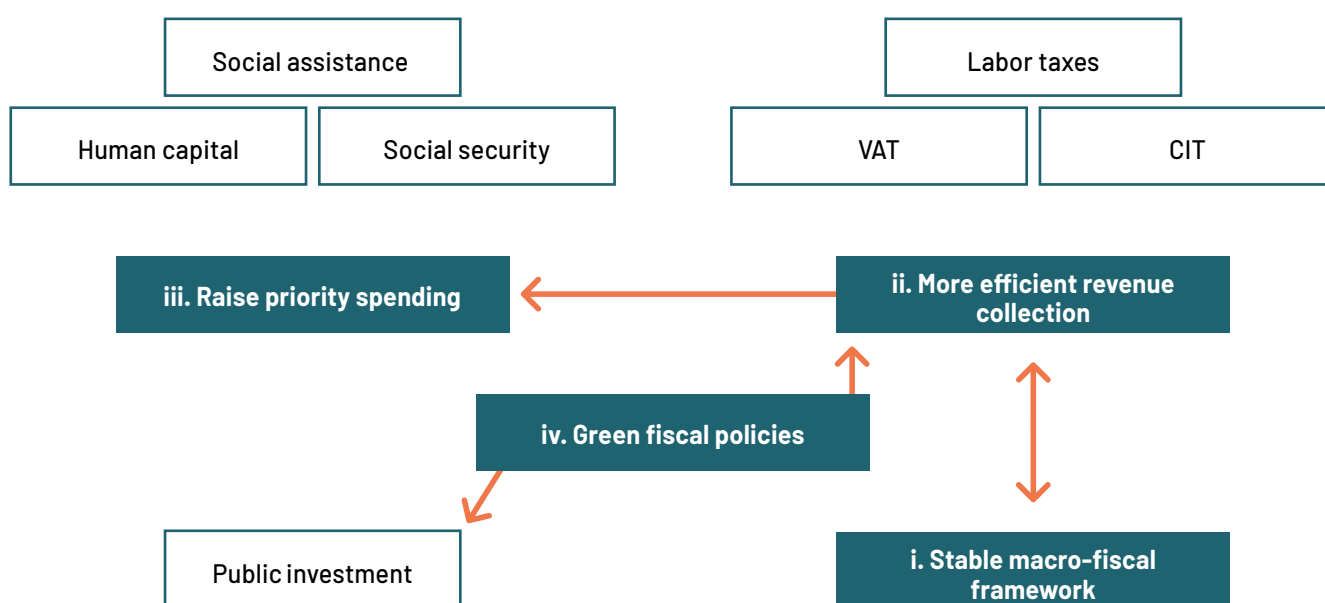 Social assistance
Labor taxes
Human capital
Social security
VAT
CIT
iii. Raise priority spending
ii. More efficient revenue
collection
iv. Green fiscal policies
Public investment
i. Stable macro-fiscal
framework